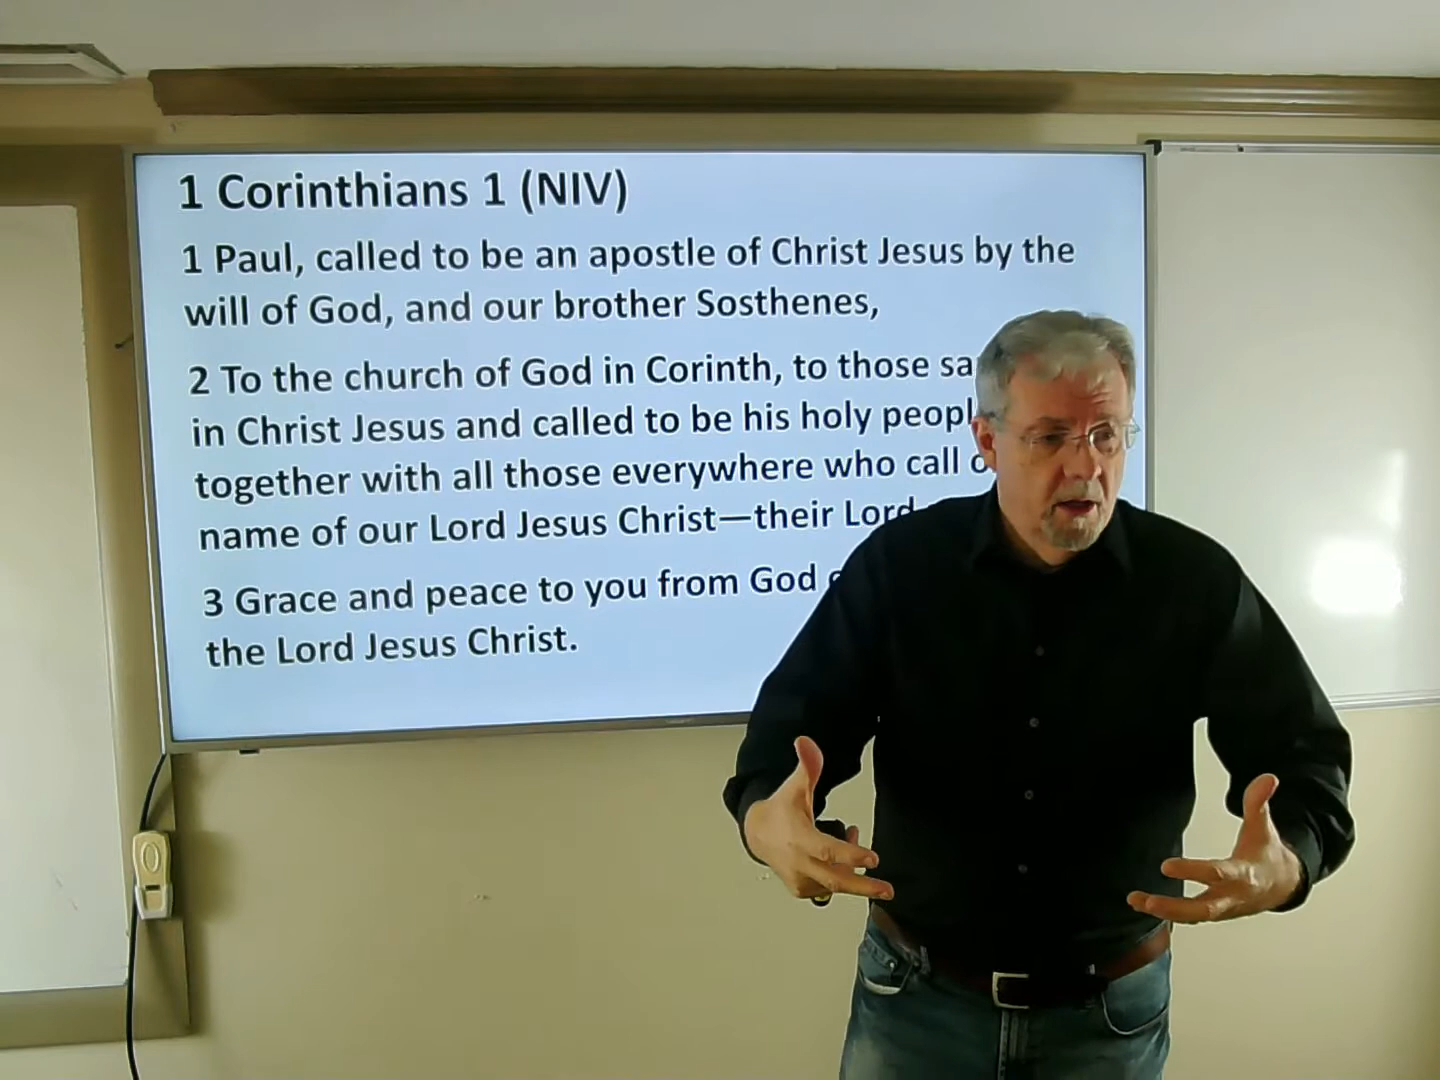 1 Corinthians 1 (NIV)
1 Paul, called to be an apostle of Christ Jesus by the
will of God, and our brother Sosthenes,
2 To the church of God in Corinth, to those
in Christ Jesus and called to be his holy
together with all those everywhere who call
name of our Lord Jesus Christ—their Lord
3 Grace and peace to you from God
the Lord Jesus Christ.